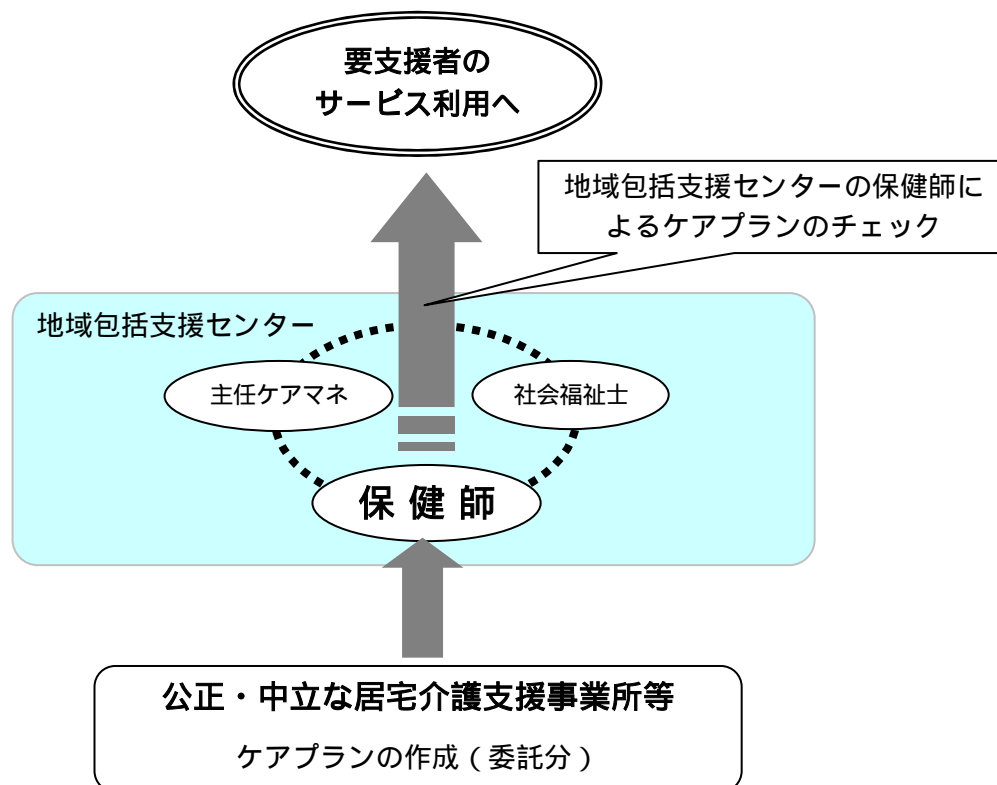 要支援者の
サービス利用へ
地域包括支援センターの保健師に
よるケアプランのチェック
地域包括支援センター
主任ケアマネ
社会福祉士
保 健 師
公正・中立な居宅介護支援事業所等
ケアプランの作成（委託分）